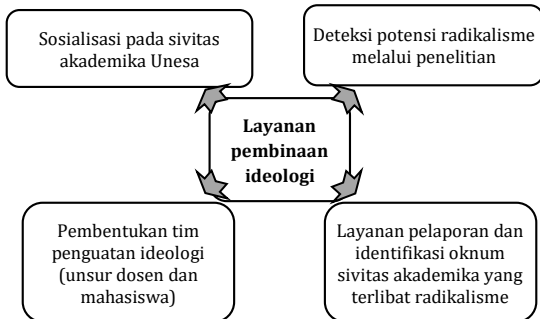 Sosialisasi pada sivitas
akademika Unesa
Deteksi potensi radikalisme
melalui penelitian
Layanan
pembinaan
ideologi
Pembentukan tim
penguatan ideologi
(unsur dosen dan
mahasiswa)
Layanan pelaporan dan
identifikasi oknum
sivitas akademika yang
terlibat radikalisme